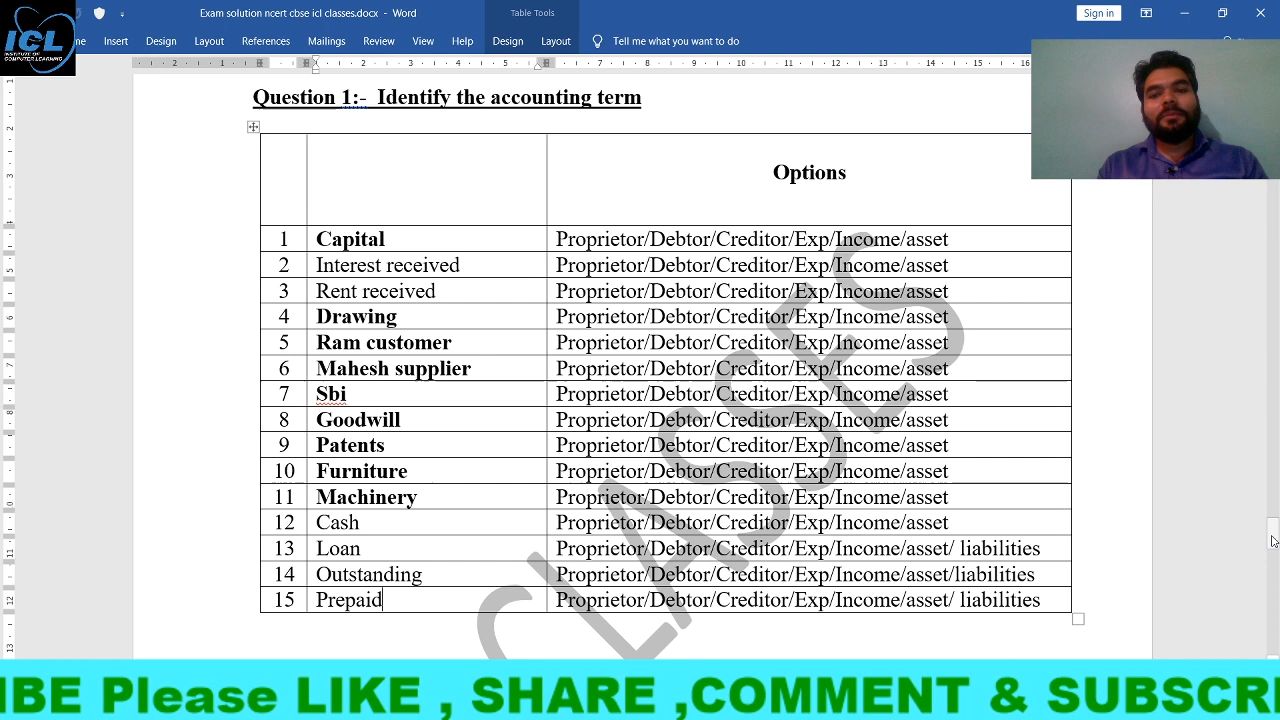 Exam solution ncert cbse icl classes.docx - Word
Table Tools
Sign in
ICL
INSTITUTE OF
COMPUTER LEARNING
Insert Design Layout References Mailings Review View Help Design Layout Tell me what you want to do
Question 1:- Identify the accounting term
Options
1 Capital Proprietor/Debtor/Creditor/Exp/Income/asset
2 Interest received Proprietor/Debtor/Creditor/Exp/Income/asset
3 Rent received Proprietor/Debtor/Creditor/Exp/Income/asset
4 Drawing Proprietor/Debtor/Creditor/Exp/Income/asset
5 Ram customer Proprietor/Debtor/Creditor/Exp/Income/asset
6 Mahesh supplier Proprietor/Debtor/Creditor/Exp/Income/asset
7 Sbi Proprietor/Debtor/Creditor/Exp/Income/asset
8 Goodwill Proprietor/Debtor/Creditor/Exp/Income/asset
9 Patents Proprietor/Debtor/Creditor/Exp/Income/asset
10 Furniture Proprietor/Debtor/Creditor/Exp/Income/asset
11 Machinery Proprietor/Debtor/Creditor/Exp/Income/asset
12 Cash Proprietor/Debtor/Creditor/Exp/Income/asset
13 Loan Proprietor/Debtor/Creditor/Exp/Income/asset/ liabilities
14 Outstanding Proprietor/Debtor/Creditor/Exp/Income/asset/liabilities
15 Prepaid Proprietor/Debtor/Creditor/Exp/Income/asset/ liabilities
CLASSES
IBE Please LIKE , SHARE ,COMMENT & SUBSCRI